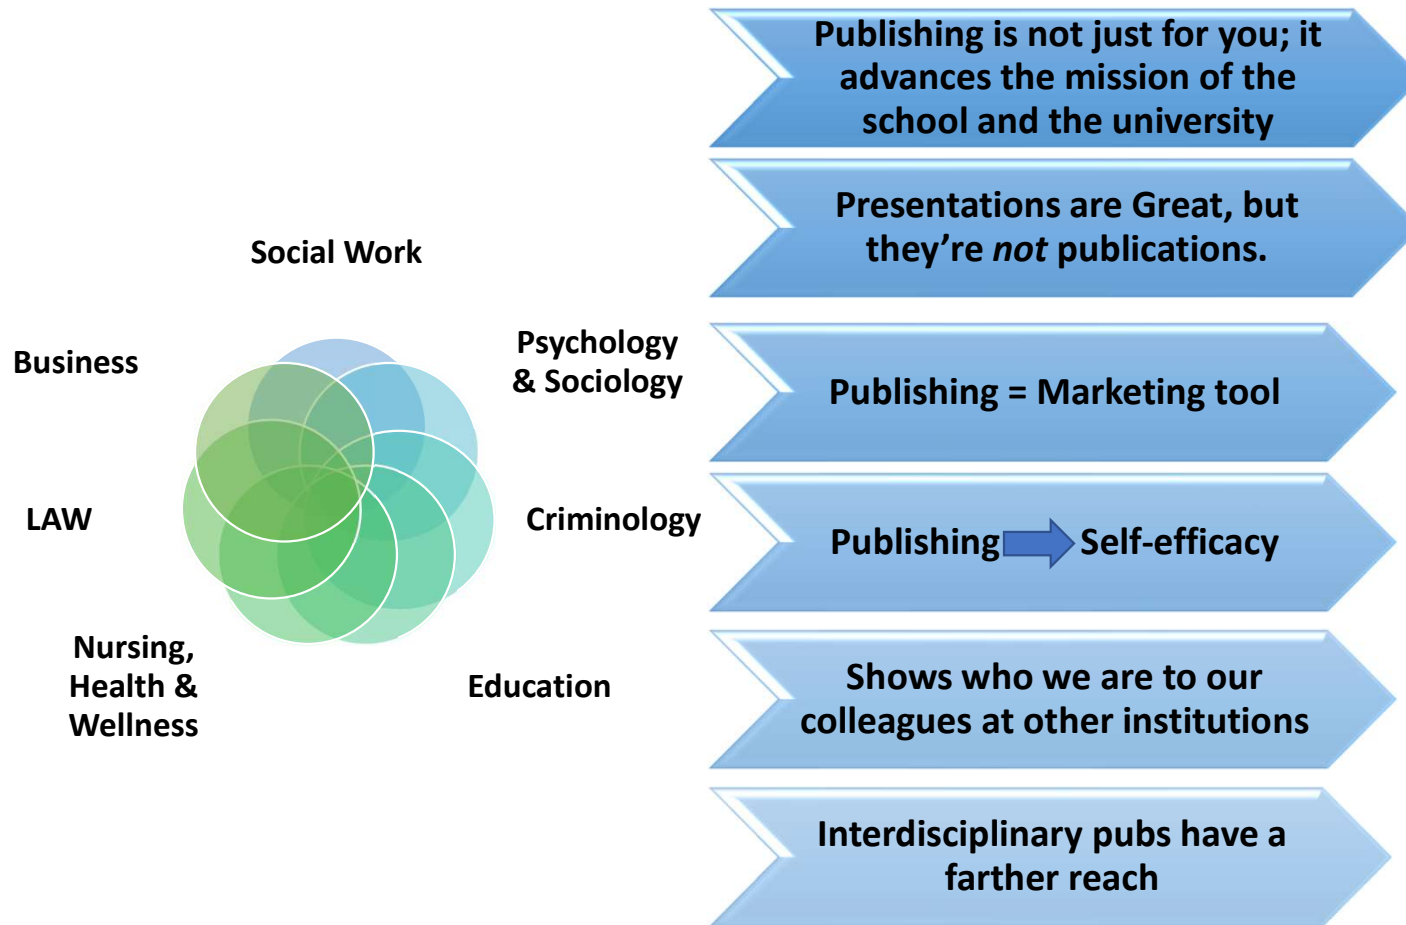 Social Work
Psychology
& Sociology
Criminology
Education
Nursing,
Health &
Wellness
LAW
Business
Publishing is not just for you; it
advances the mission of the
school and the university
Presentations are Great, but
they’re not publications.
Publishing = Marketing tool
Publishing Self-efficacy
Shows who we are to our
colleagues at other institutions
Interdisciplinary pubs have a
farther reach